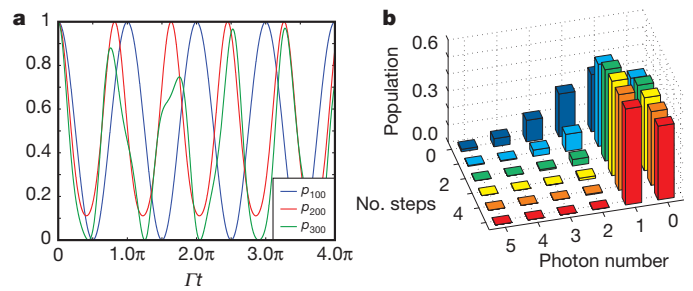 a
1
0.8
0.6
0.4
0.2
0
0 1.0π 2.0π 3.0π 4.0π
Γt
p100
p200
p300
b
Population
0.6
0.3
0.0
0
2
4
No. steps
5 4 3 2 1 0
Photon number